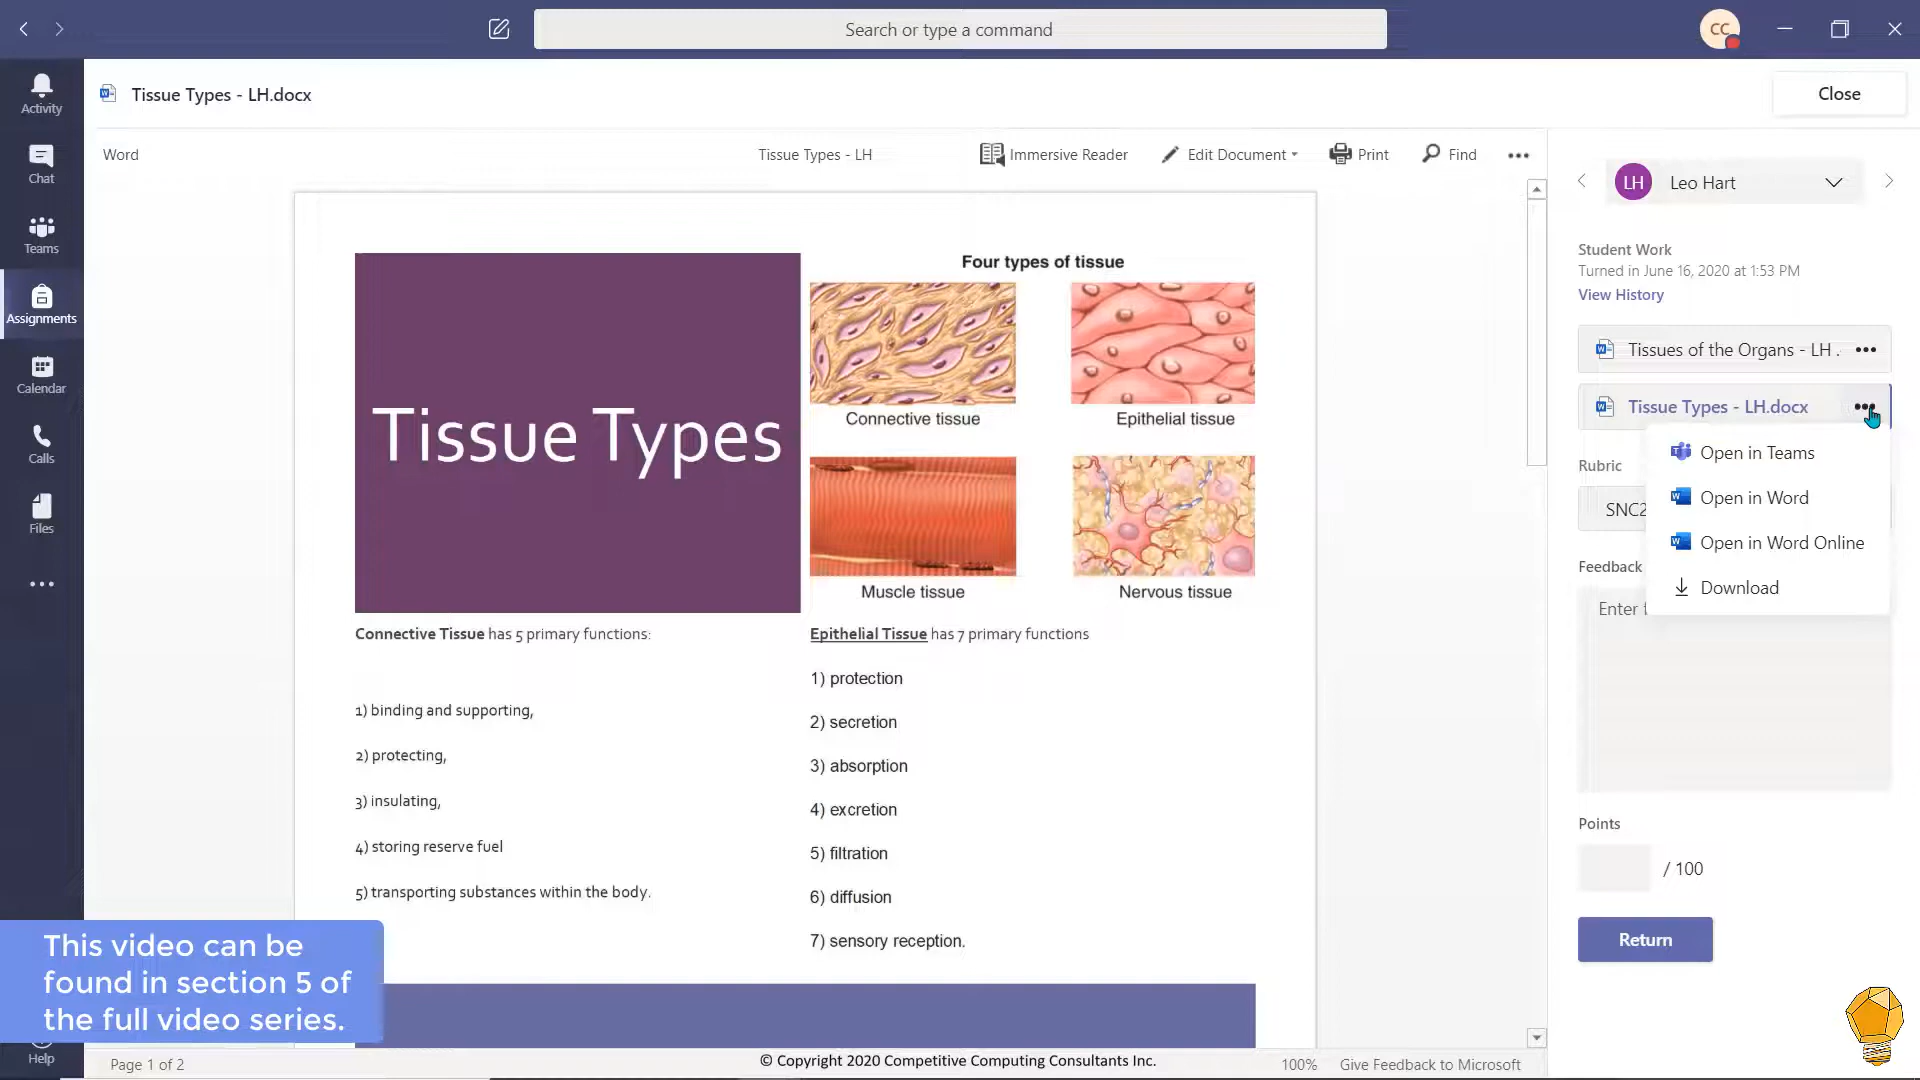 Search or type a command
CC
Activity
Chat
Teams
Assignments
Calendar
Calls
Files
Help
Tissue Types - LH.docx
Close
Word
Tissue Types - LH
Immersive Reader
Edit Document
Print
Find
Tissue Types
Four types of tissue
Connective tissue
Epithelial tissue
Muscle tissue
Nervous tissue
Connective Tissue has 5 primary functions:
1) binding and supporting,
2) protecting,
3) insulating,
4) storing reserve fuel
5) transporting substances within the body.
Epithelial Tissue has 7 primary functions
1) protection
2) secretion
3) absorption
4) excretion
5) filtration
6) diffusion
7) sensory reception.
LH
Leo Hart
Student Work
Turned in June 16, 2020 at 1:53 PM
View History
Tissues of the Organs - LH .
Tissue Types - LH.docx
Open in Teams
Open in Word
Open in Word Online
Download
Rubric
SNC2
Feedback
Enter
Points
/ 100
Return
This video can be
found in section 5 of
the full video series.
Page 1 of 2
© Copyright 2020 Competitive Computing Consultants Inc.
100%
Give Feedback to Microsoft